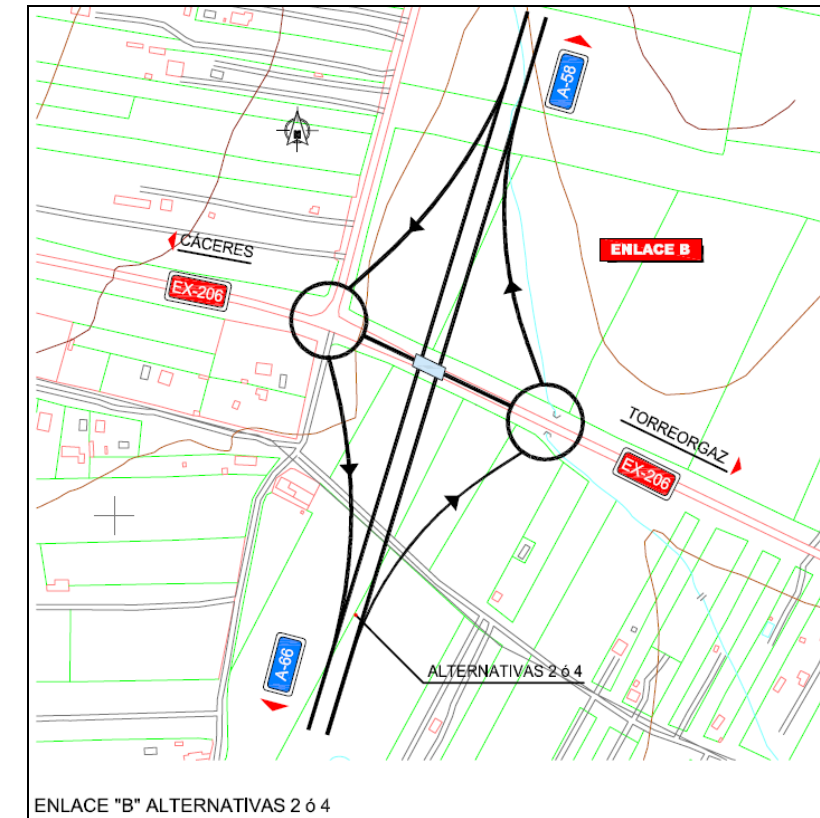 A-58
CÁCERES
EX-206
ENLACE B
TORREORGAZ
EX-206
A-66
ALTERNATIVAS 2 ó 4
ENLACE "B" ALTERNATIVAS 2 ó 4